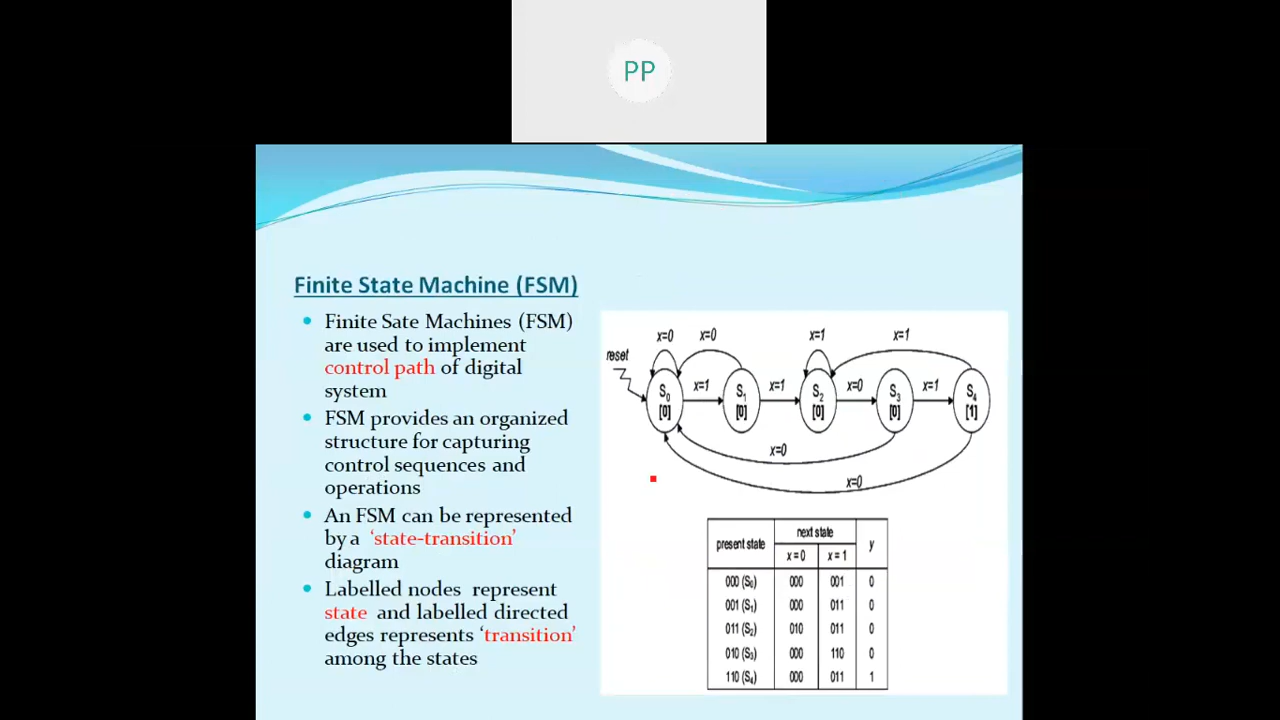 PP
Finite State Machine (FSM)
Finite Sate Machines (FSM)
are used to implement
control path of digital
system
FSM provides an organized
structure for capturing
control sequences and
operations
An FSM can be represented
by a ‘state-transition’
diagram
Labelled nodes represent
state and labelled directed
edges represents ‘transition’
among the states
x=0 x=0 x=1 x=1
reset
x=1 x=1 x=0 x=1
S0 S1 S2 S3 S4
[0] [0] [0] [0] [1]
x=0
x=0
present state next state y
x = 0 x = 1
000 (S0) 000 001 0
001 (S1) 000 011 0
011 (S2) 010 011 0
010 (S3) 000 110 0
110 (S4) 000 011 1